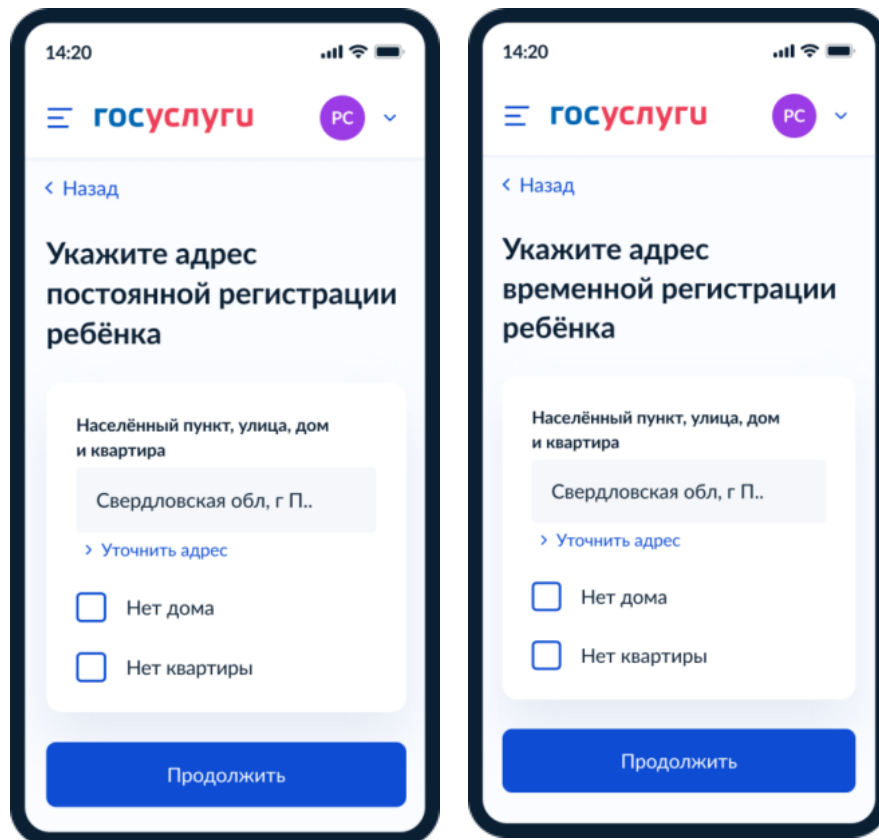 14:20
госуслуги
РС
Назад
Укажите адрес
постоянной регистрации
ребёнка
Населённый пункт, улица, дом
и квартира
Свердловская обл, г П..
Уточнить адрес
Нет дома
Нет квартиры
Продолжить
14:20
госуслуги
РС
Назад
Укажите адрес
временной регистрации
ребёнка
Населённый пункт, улица, дом
и квартира
Свердловская обл, г П..
Уточнить адрес
Нет дома
Нет квартиры
Продолжить